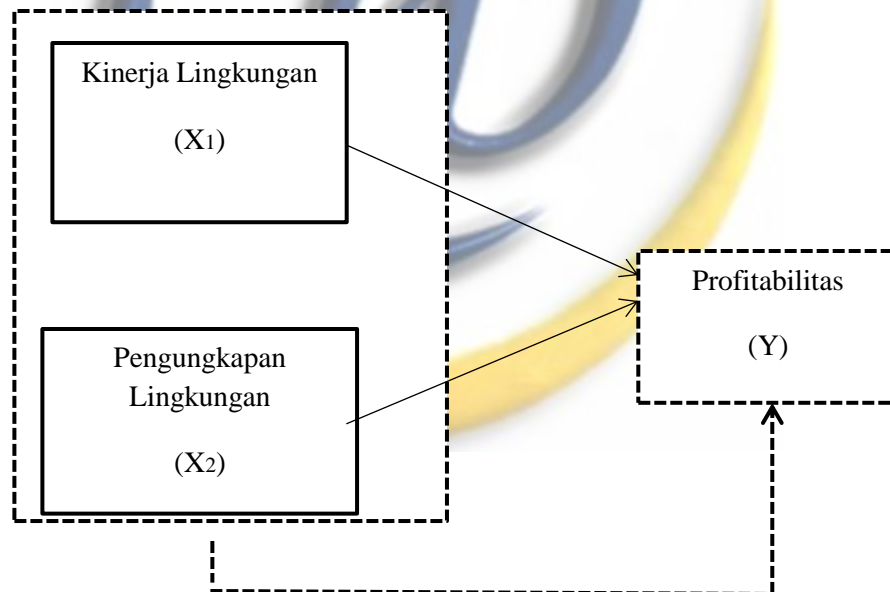 Kinerja Lingkungan
(X1)
Profitabilitas
(Y)
Pengungkapan
Lingkungan
(X2)